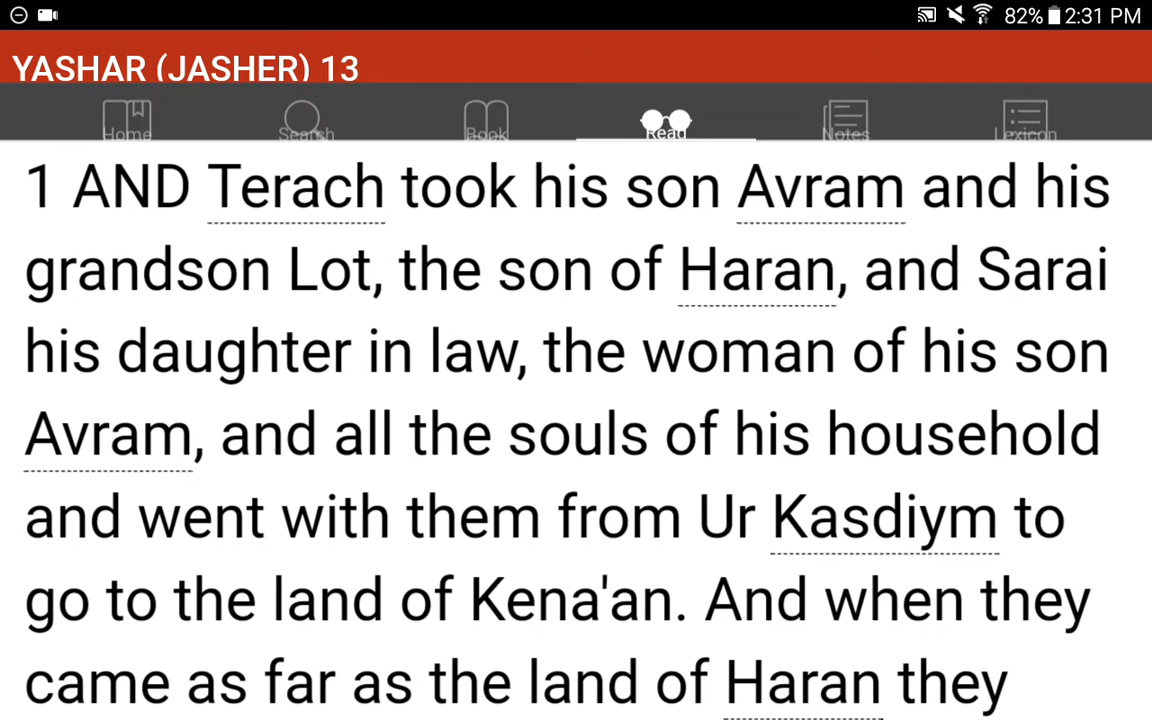 82% 2:31 PM
YASHAR (JASHER) 13
Home Search Book Read Notes Lexicon
1 AND Terach took his son Avram and his
grandson Lot, the son of Haran, and Sarai
his daughter in law, the woman of his son
Avram, and all the souls of his household
and went with them from Ur Kasdiym to
go to the land of Kena'an. And when they
came as far as the land of Haran they